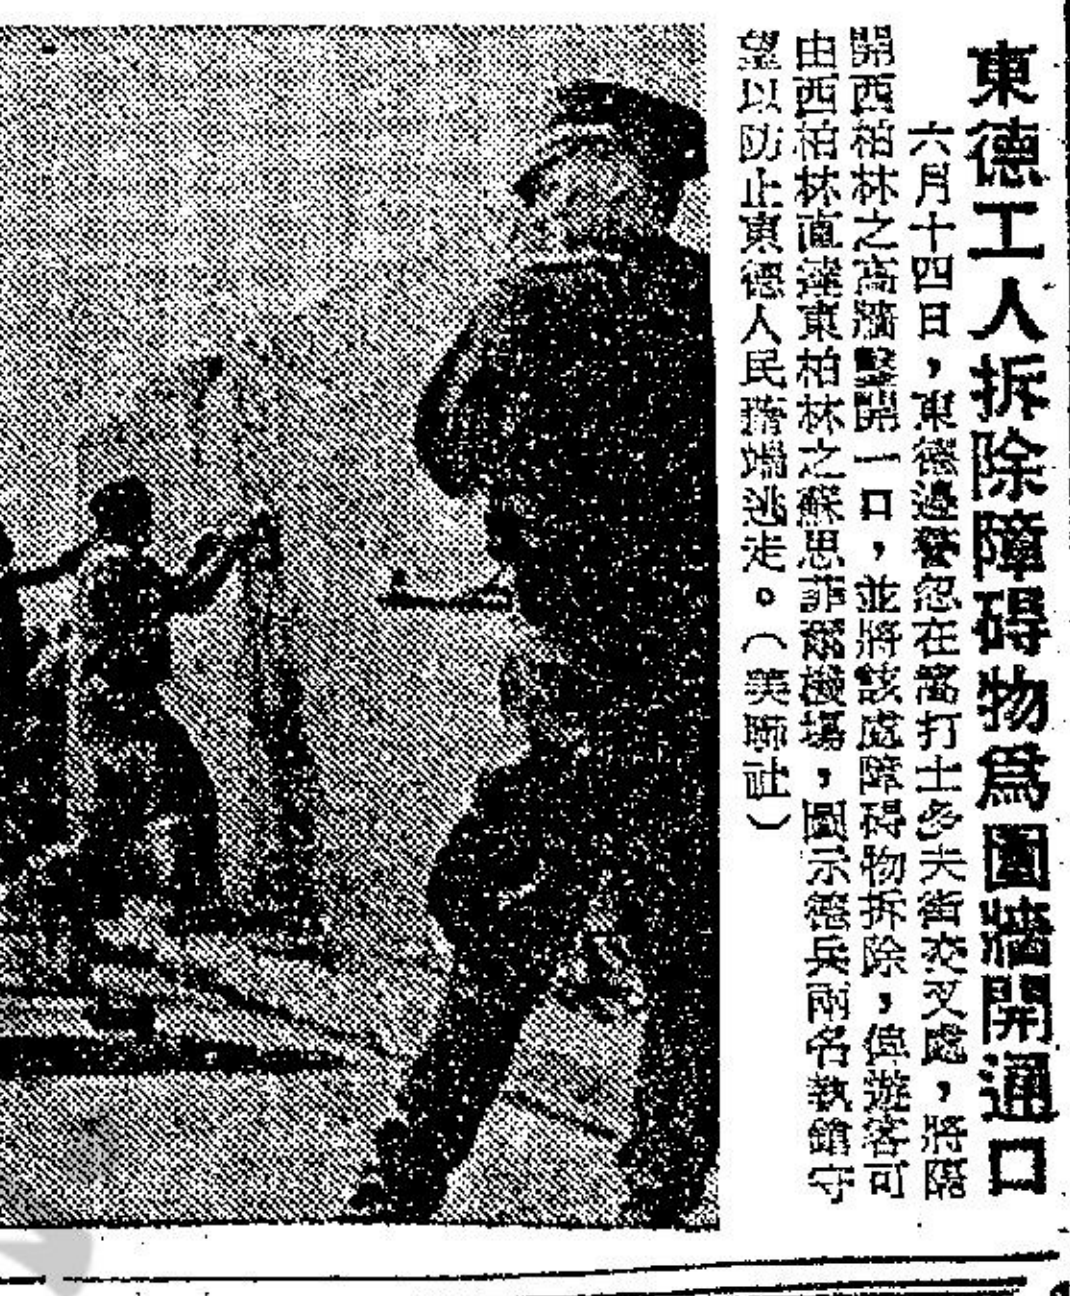 東德工人拆除障碍物爲圍牆開通口
六月十四日，東德邊警忽在窩打士多夫街交叉處，將隔
開西柏林之高牆鑿開一口，並將該處障碍物拆除，俾遊客可
由西柏林直達東柏林之蘇思菲爾機場，圖示德兵兩名執鎗守
望以防止東德人民擅端逃走。（美聯社）